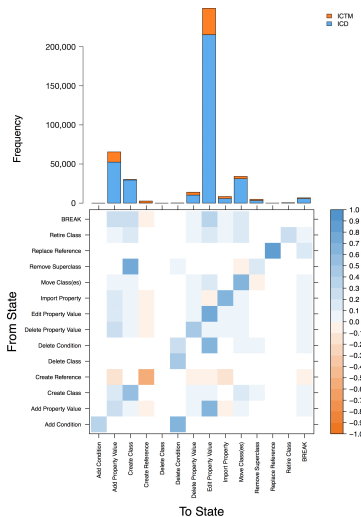 ICTM
ICD
200,000
150,000
100,000
50,000
0
Frequency
BREAK
Retire Class
Replace Reference
Remove Superclass
Move Class(es)
Import Property
Edit Property Value
Delete Property Value
Delete Condition
Delete Class
Create Reference
Create Class
Add Property Value
Add Condition
From State
1.0
0.9
0.8
0.7
0.6
0.5
0.4
0.3
0.2
0.1
0.0
−0.1
−0.2
−0.3
−0.4
−0.5
−0.6
−0.7
−0.8
−0.9
−1.0
Add Condition
Add Property Value
Create Class
Create Reference
Delete Class
Delete Condition
Delete Property Value
Edit Property Value
Import Property
Move Class(es)
Remove Superclass
Replace Reference
Retire Class
BREAK
To State